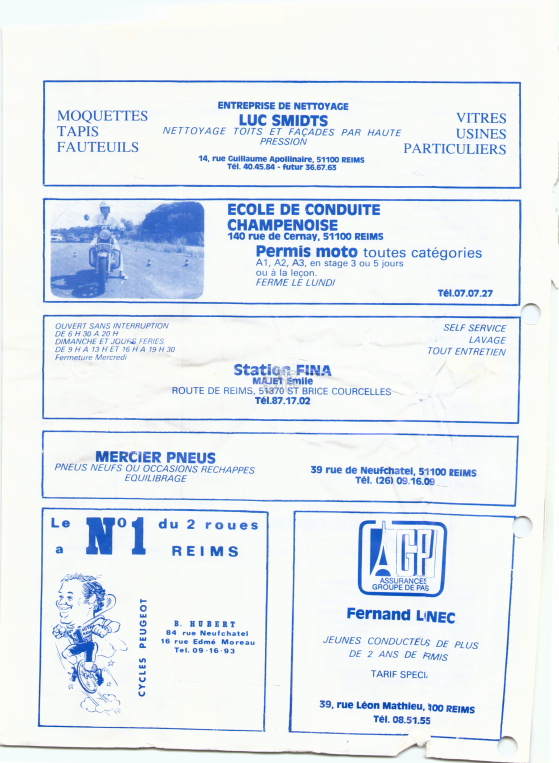 MOQUETTES
TAPIS
FAUTEUILS
ENTREPRISE DE NETTOYAGE
LUC SMIDTS
NETTOYAGE TOITS ET FAÇADES PAR HAUTE
PRESSION
14, rue Guillaume Apollinaire, 51100 REIMS
Tél. 40.45.84 - futur 36.67.63
VITRES
USINES
PARTICULIERS
ECOLE DE CONDUITE
CHAMPENOISE
140 rue de Cernay, 51100 REIMS
Permis moto toutes catégories
A1, A2, A3, en stage 3 ou 5 jours
ou à la leçon.
FERME LE LUNDI
Tél.07.07.27
OUVERT SANS INTERRUPTION
DE 6 H 30 A 20 H
DIMANCHE ET JOURS FERIES
DE 9 H A 13 H ET 16 H A 19 H 30
Fermeture Mercredi
SELF SERVICE
LAVAGE
TOUT ENTRETIEN
Station FINA
MAJET Emile
ROUTE DE REIMS, 51370 ST BRICE COURCELLES
Tél.87.17.02
MERCIER PNEUS
PNEUS NEUFS OU OCCASIONS RECHAPPES
EQUILIBRAGE
39 rue de Neufchatel, 51100 REIMS
Tél. (26) 09.16.09
Le N°1 du 2 roues
a REIMS
CYCLES PEUGEOT
B. HUBERT
84 rue Neufchatel
16 rue Edmé Moreau
Tel. 09-16-93
AGP
ASSURANCES
GROUPE DE PAS
Fernand L NEC
JEUNES CONDUCTEUS DE PLUS
DE 2 ANS DE RMIS
TARIF SPECI
39, rue Léon Mathieu, 100 REIMS
Tél. 08.51.55